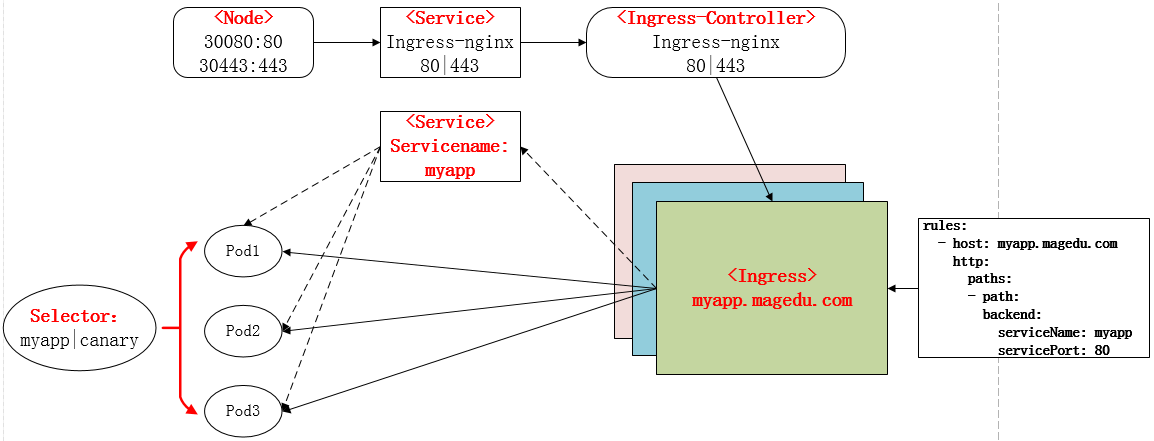 <Node>
30080:80
30443:443
<Service>
Ingress-nginx
80|443
<Ingress-Controller>
Ingress-nginx
80|443
<Service>
Servicename:
myapp
Pod1
Pod2
Pod3
Selector:
myapp|canary
<Ingress>
myapp.magedu.com
rules:
  - host: myapp.magedu.com
    http:
      paths:
      - path:
        backend:
          serviceName: myapp
          servicePort: 80